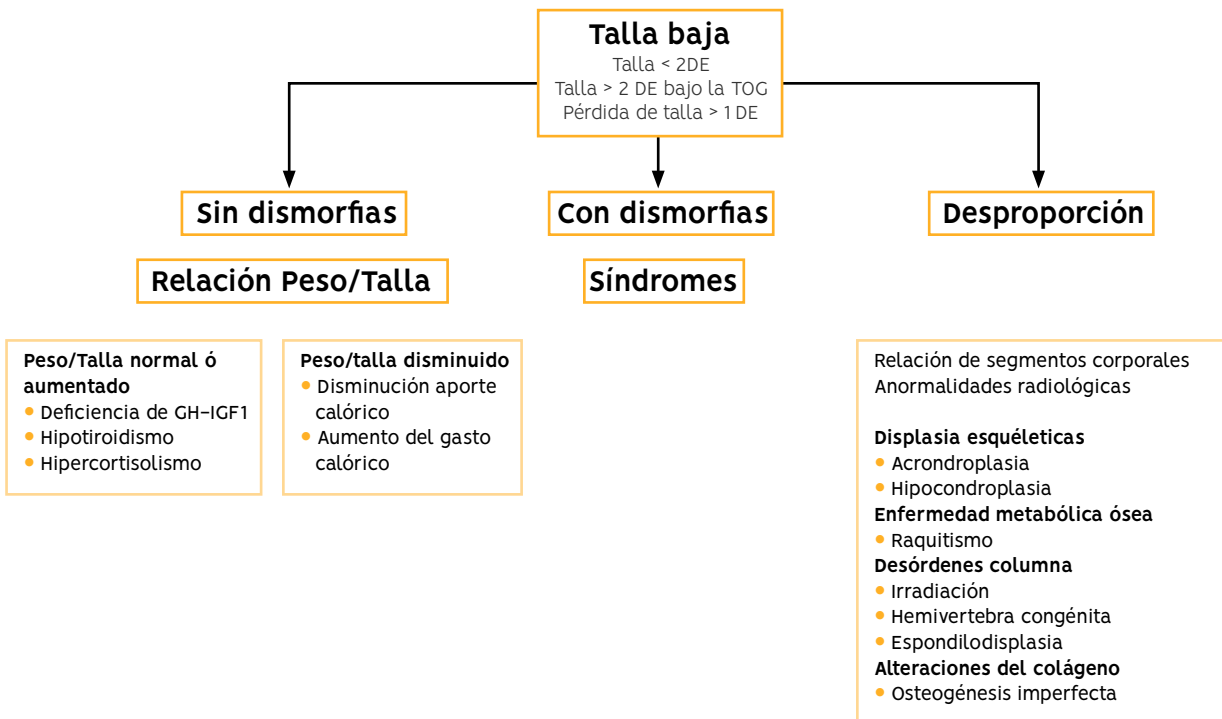 Talla baja
Talla < 2DE
Talla > 2 DE bajo la TOG
Pérdida de talla > 1 DE
Sin dismorfias
Con dismorfias
Desproporción
Relación Peso/Talla
Síndromes
Peso/Talla normal ó
aumentado
• Deficiencia de GH–IGF1
• Hipotiroidismo
• Hipercortisolismo
Peso/talla disminuido
• Disminución aporte
calórico
• Aumento del gasto
calórico
Relación de segmentos corporales
Anormalidades radiológicas
Displasia esquéleticas
• Acrondroplasia
• Hipocondroplasia
Enfermedad metabólica ósea
• Raquitismo
Desórdenes columna
• Irradiación
• Hemivertebra congénita
• Espondilodisplasia
Alteraciones del colágeno
• Osteogénesis imperfecta